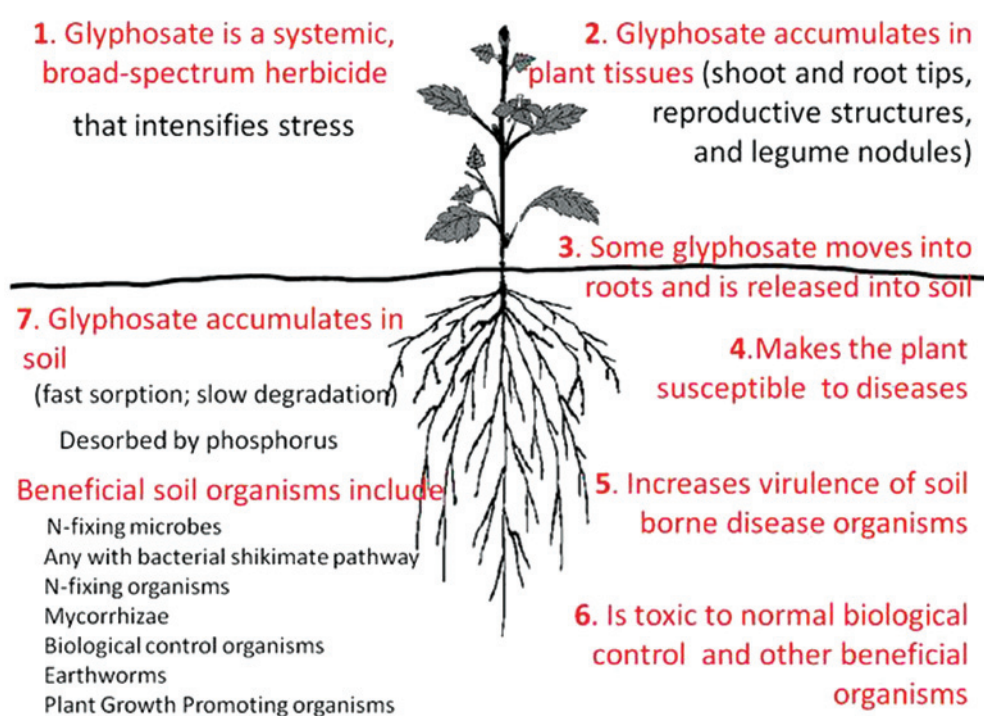 1. Glyphosate is a systemic,
broad-spectrum herbicide
that intensifies stress
2. Glyphosate accumulates in
plant tissues (shoot and root tips,
reproductive structures,
and legume nodules)
3. Some glyphosate moves into
roots and is released into soil
4.Makes the plant
susceptible to diseases
5. Increases virulence of soil
borne disease organisms
6. Is toxic to normal biological
control and other beneficial
organisms
7. Glyphosate accumulates in
soil
(fast sorption; slow degradation)
Desorbed by phosphorus
Beneficial soil organisms include
N-fixing microbes
Any with bacterial shikimate pathway
N-fixing organisms
Mycorrhizae
Biological control organisms
Earthworms
Plant Growth Promoting organisms